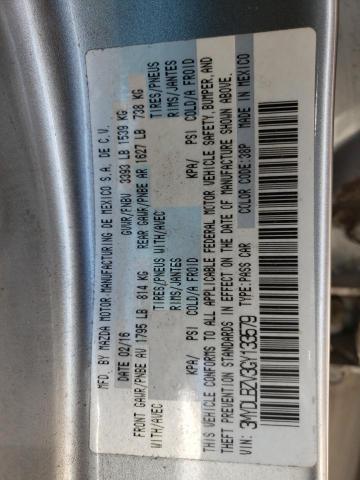 MFD. BY MAZDA MOTOR MANUFACTURING DE MEXICO S.A. DE C.V.
DATE 02/16 GVWR/PNBV 3393 LB 1539 KG
FRONT GAWR/PNBE AV 1795 LB 814 KG REAR GAWR/PNBE AR 1627 LB 738 KG
WITH/AVEC TIRES/PNEUS WITH/AVEC TIRES/PNEUS
RIMS/JANTES RIMS/JANTES
KPA/ PSI COLD/A FROID KPA/ PSI COLD/A FROID
THIS VEHICLE CONFORMS TO ALL APPLICABLE FEDERAL MOTOR VEHICLE SAFETY, BUMPER, AND
THEFT PREVENTION STANDARDS IN EFFECT ON THE DATE OF MANUFACTURE SHOWN ABOVE.
VIN: 3MYDLBZV3GY133579 TYPE:PASS CAR COLOR CODE:38P MADE IN MEXICO